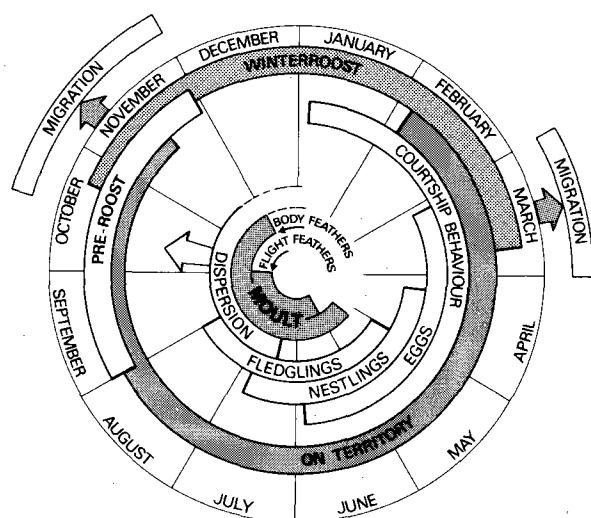 DECEMBER
JANUARY
FEBRUARY
MARCH
APRIL
MAY
JUNE
JULY
AUGUST
SEPTEMBER
OCTOBER
NOVEMBER
MIGRATION
MIGRATION
WINTERROOST
PRE-ROOST
COURTSHIP BEHAVIOUR
ON TERRITORY
EGGS
NESTLINGS
FLEDGLINGS
DISPERSION
MOULT
BODY FEATHERS
FLIGHT FEATHERS